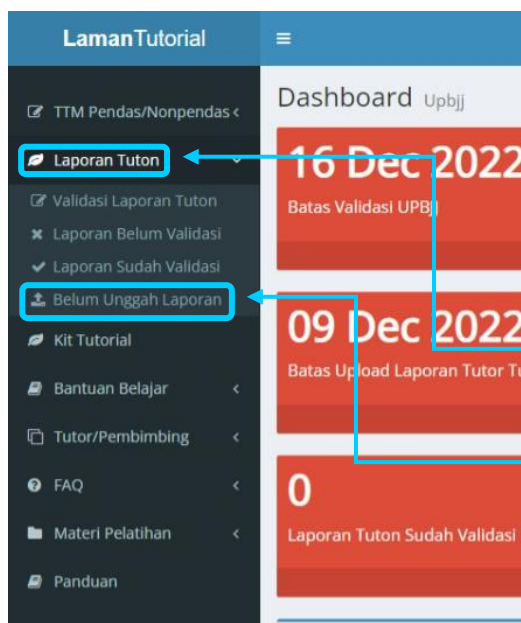 LamanTutorial
TTM Pendas/Nonpendas
Laporan Tuton
Validasi Laporan Tuton
Laporan Belum Validasi
Laporan Sudah Validasi
Belum Unggah Laporan
Kit Tutorial
Bantuan Belajar
Tutor/Pembimbing
FAQ
Materi Pelatihan
Panduan
Dashboard Upbjj
16 Dec 2022
Batas Validasi UPBJJ
09 Dec 2022
Batas Upload Laporan Tutor
0
Laporan Tuton Sudah Validasi